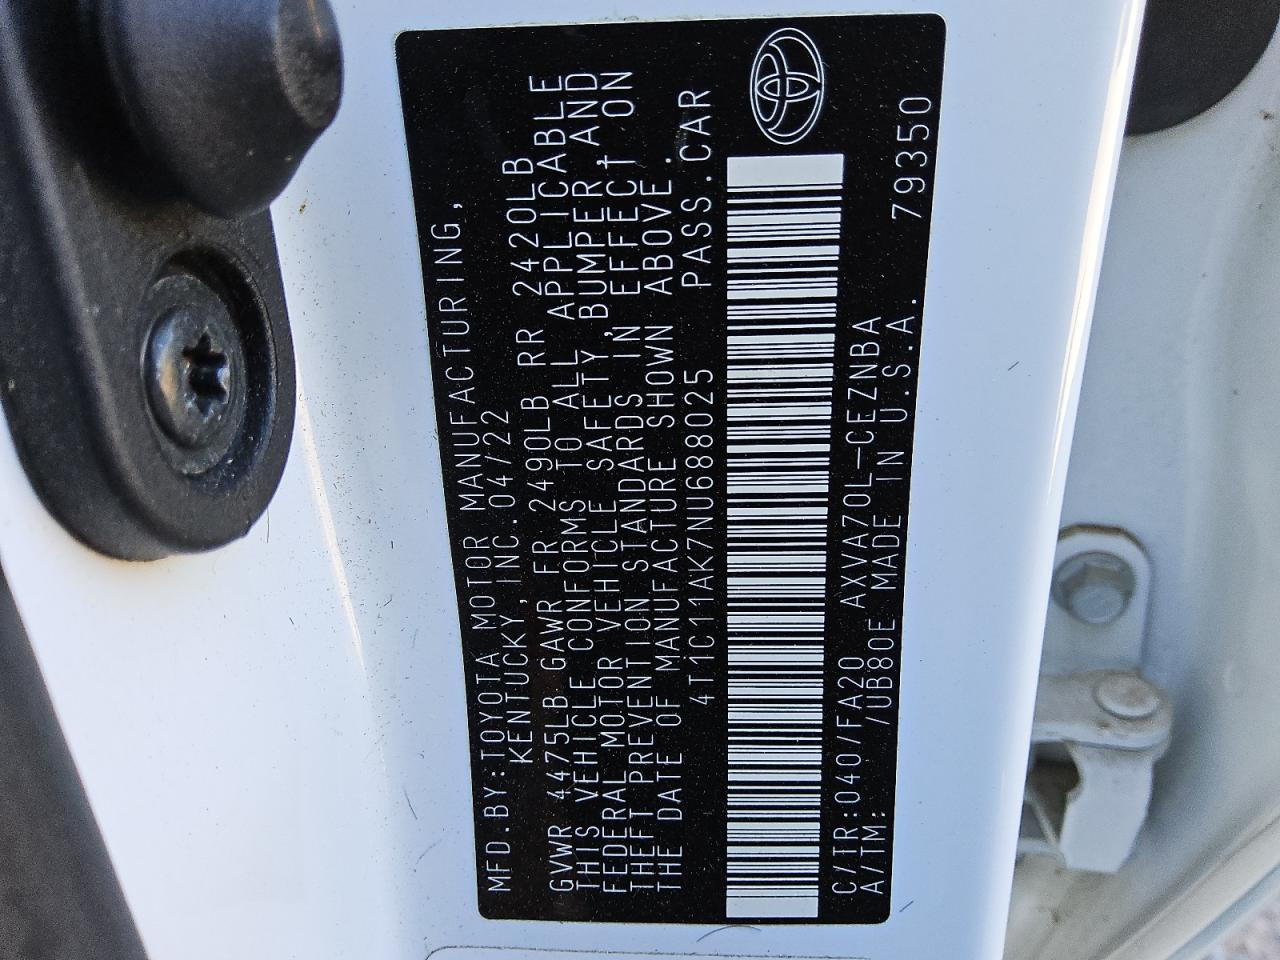 MFD.BY:TOYOTA MOTOR MANUFACTURING,
KENTUCKY,INC.04/22
GVWR 4475LB GAWR FR 2490LB RR 2420LB
THIS VEHICLE CONFORMS TO ALL APPLICABLE
FEDERAL MOTOR VEHICLE SAFETY,BUMPER,AND
THEFT PREVENTION STANDARDS IN EFFECT ON
THE DATE OF MANUFACTURE SHOWN ABOVE.
4T1C11AK7NU688025 PASS.CAR
C/TR:040/FA20 AXVA70L-CEZNBA
A/TM: /UB80E MADE IN U.S.A. 79350